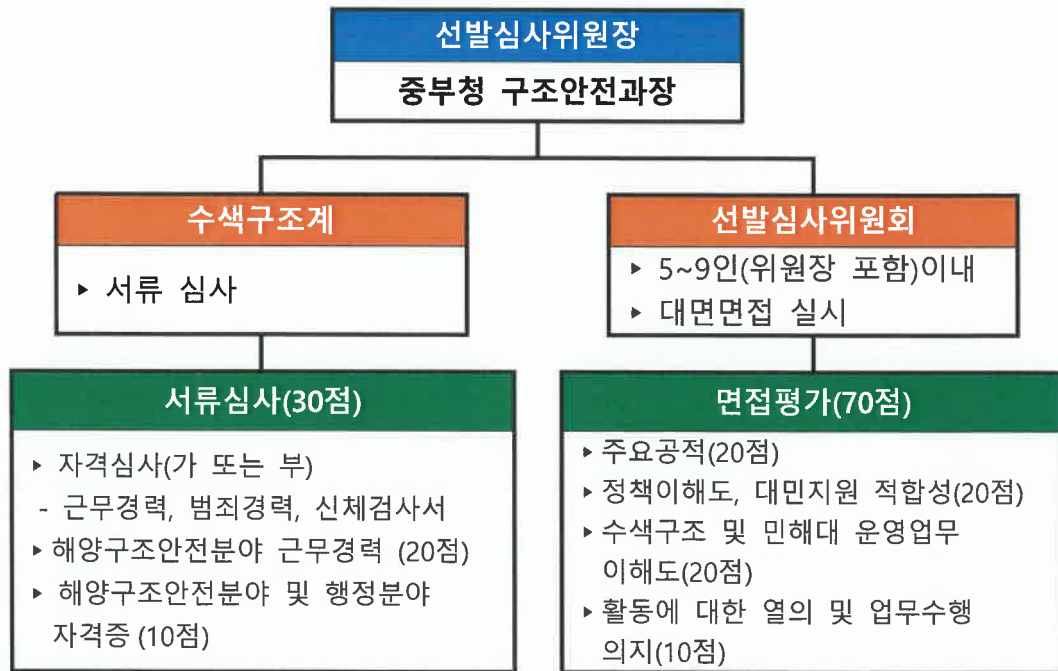 선발심사위원장
중부청 구조안전과장
수색구조계
▸ 서류 심사
선발심사위원회
▸ 5~9인(위원장 포함)이내
▸ 대면면접 실시
서류심사(30점)
▸ 자격심사(가 또는 부)
- 근무경력, 범죄경력, 신체검사서
▸ 해양구조안전분야 근무경력 (20점)
▸ 해양구조안전분야 및 행정분야
자격증 (10점)
면접평가(70점)
▸ 주요공적(20점)
▸ 정책이해도, 대민지원 적합성(20점)
▸ 수색구조 및 민해대 운영업무
이해도(20점)
▸ 활동에 대한 열의 및 업무수행
의지(10점)